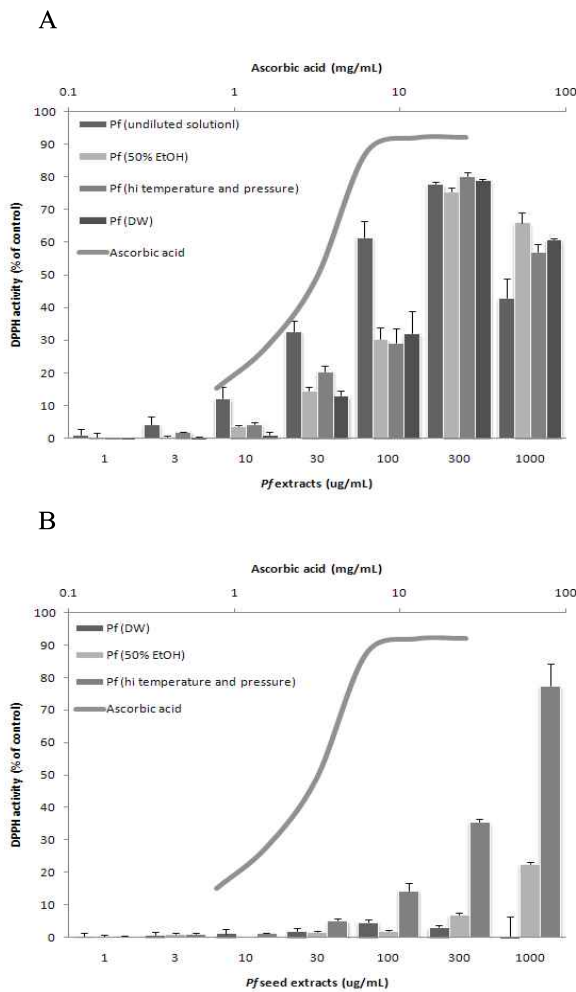 A
Ascorbic acid (mg/mL)
0.1 1 10 100
100
90
80
70
60
50
40
30
20
10
0
DPPH activity (% of control)
Pf (undiluted solutionl)
Pf (50% EtOH)
Pf (hi temperature and pressure)
Pf (DW)
Ascorbic acid
1 3 10 30 100 300 1000
Pf extracts (ug/mL)
B
Ascorbic acid (mg/mL)
0.1 1 10 100
100
90
80
70
60
50
40
30
20
10
0
DPPH activity (% of control)
Pf (DW)
Pf (50% EtOH)
Pf (hi temperature and pressure)
Ascorbic acid
1 3 10 30 100 300 1000
Pf seed extracts (ug/mL)